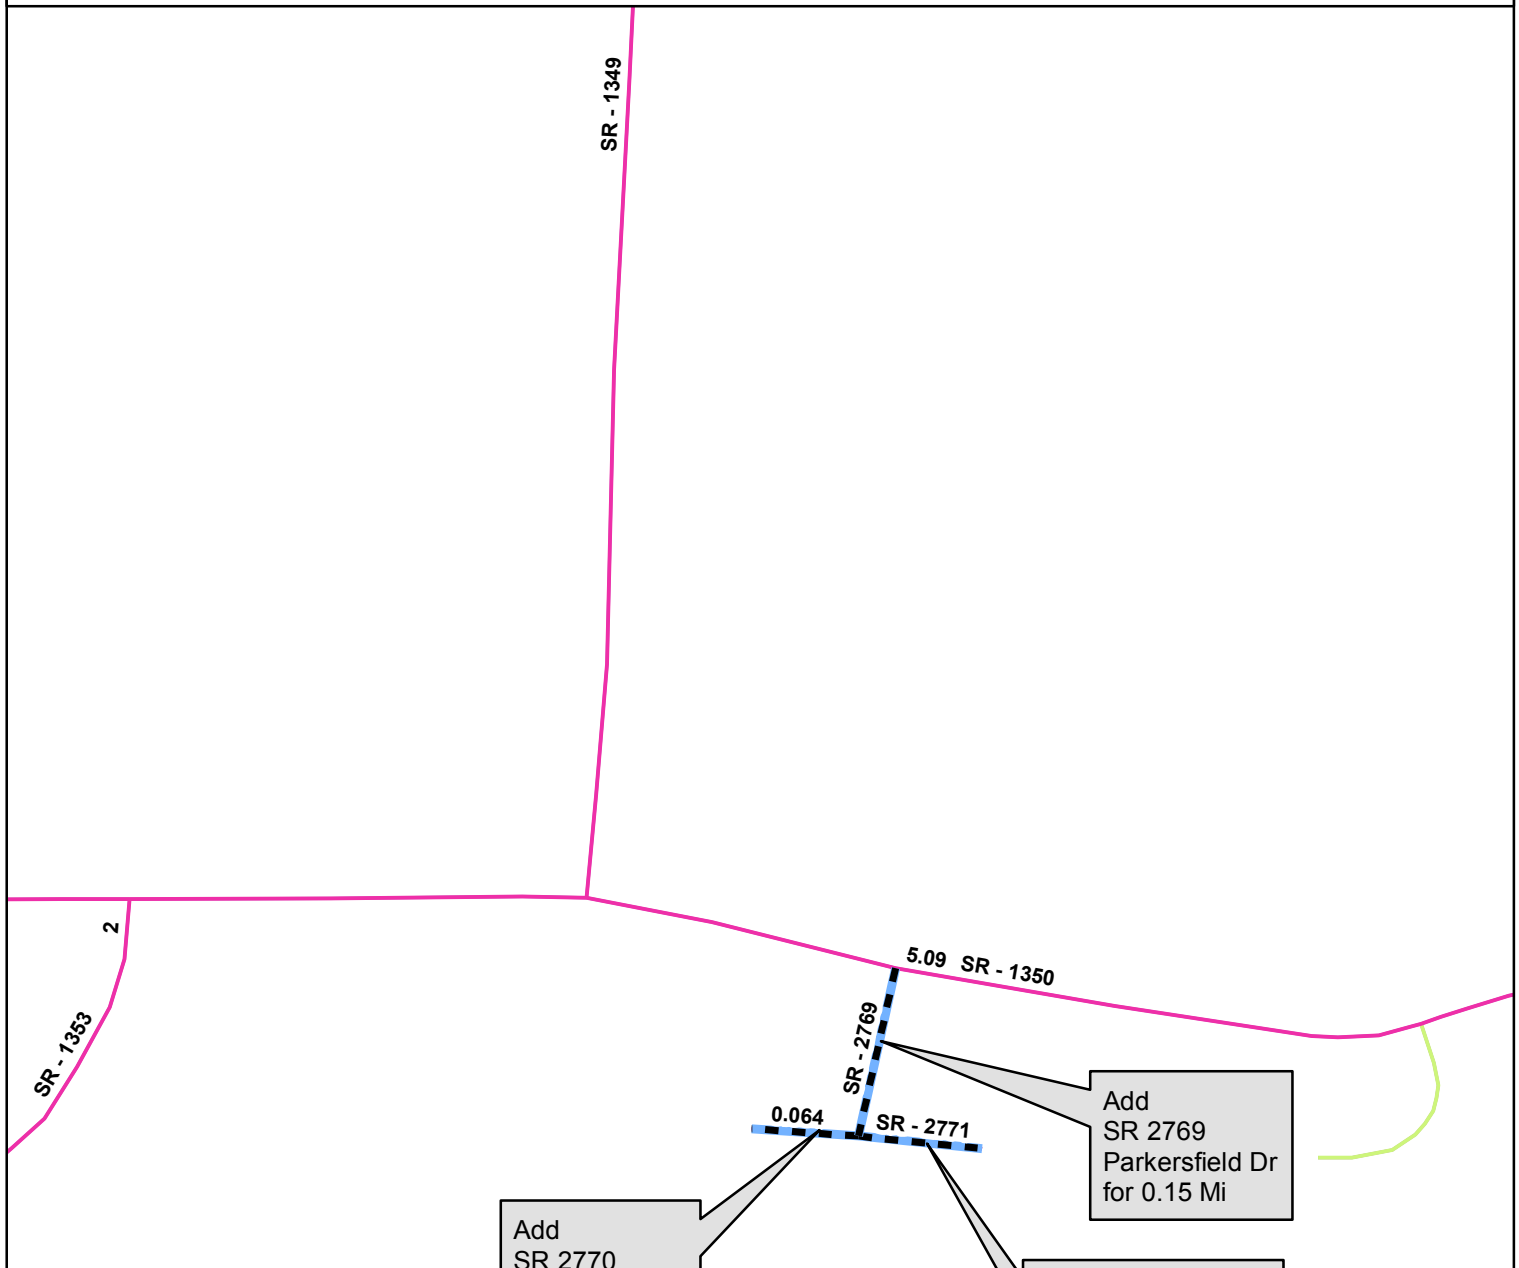 SR - 1349
2
SR - 1353
5.09 SR - 1350
SR - 2769
0.064
SR - 2771
Add
SR 2769
Parkersfield Dr
for 0.15 Mi
Add
SR 2770